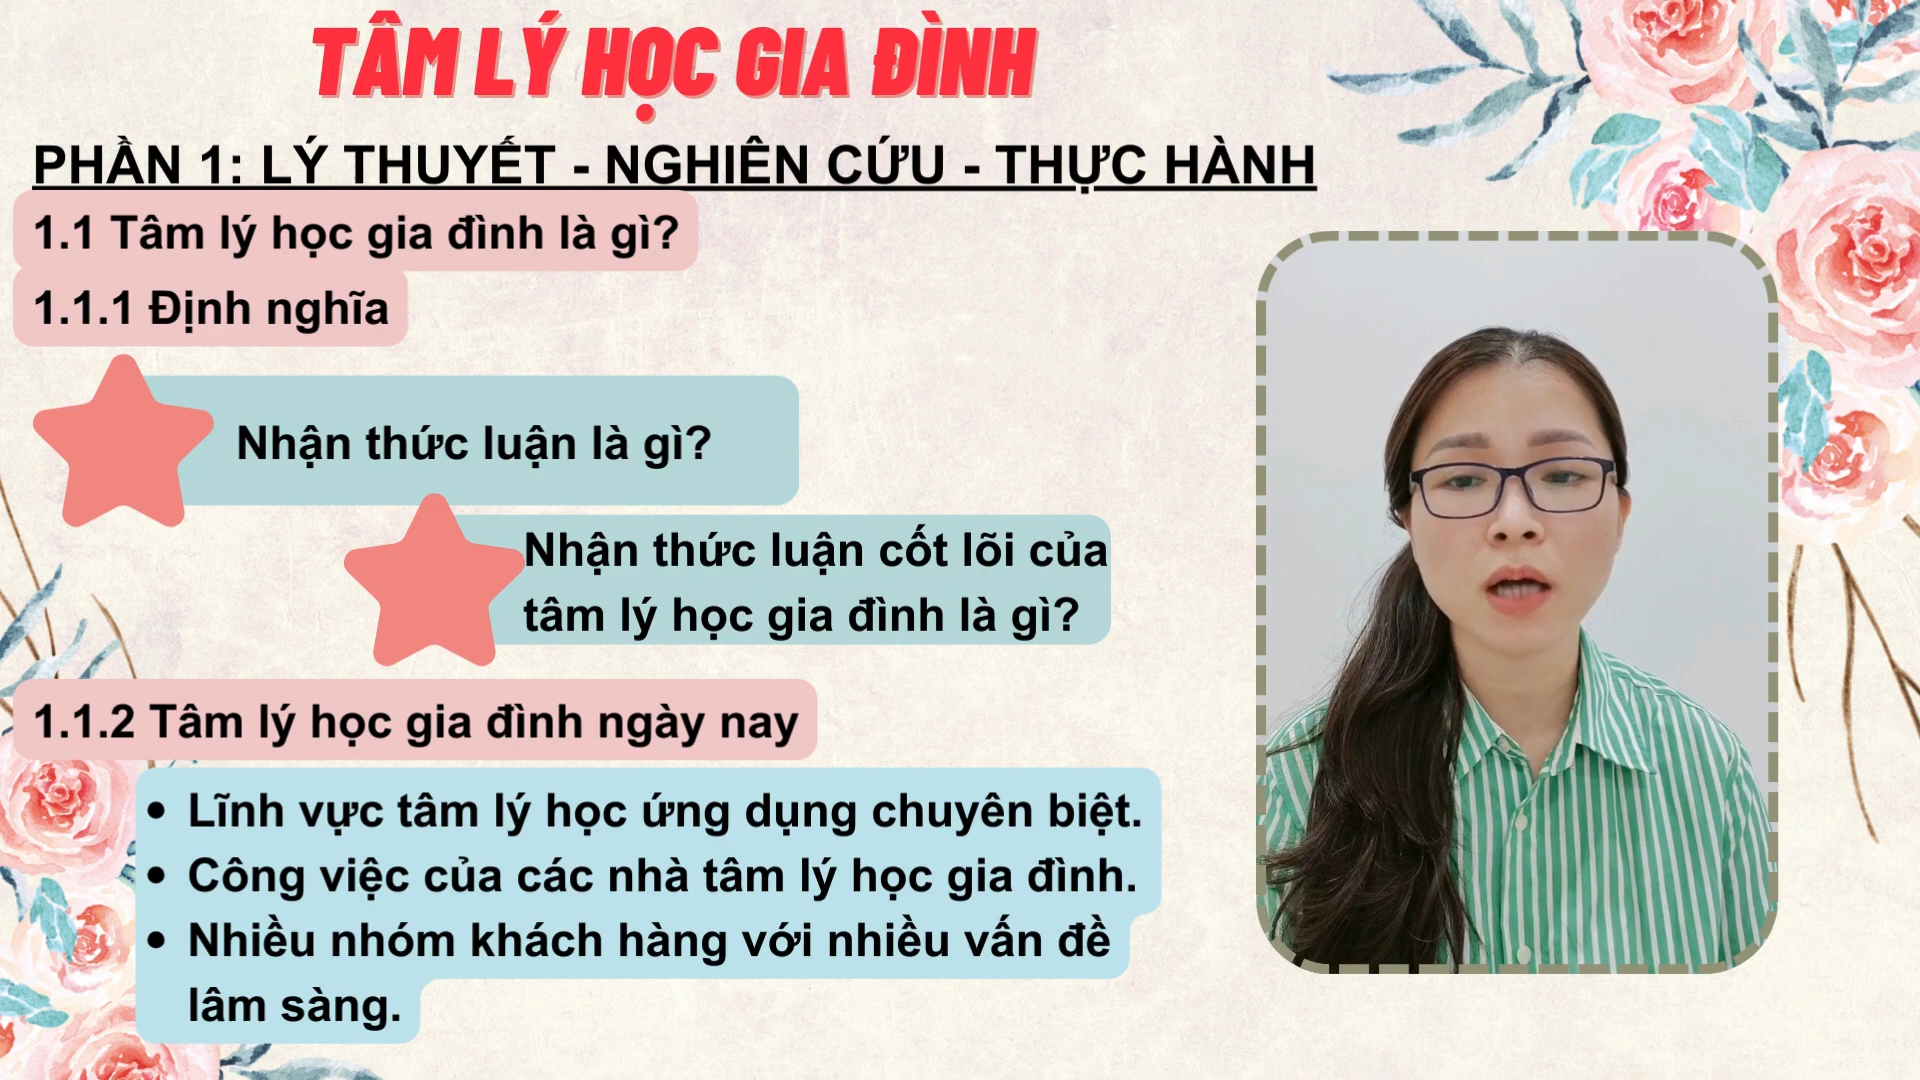 TÂM LÝ HỌC GIA ĐÌNH
PHẦN 1: LÝ THUYẾT - NGHIÊN CỨU - THỰC HÀNH
1.1 Tâm lý học gia đình là gì?
1.1.1 Định nghĩa
Nhận thức luận là gì?
Nhận thức luận cốt lõi của
tâm lý học gia đình là gì?
1.1.2 Tâm lý học gia đình ngày nay
• Lĩnh vực tâm lý học ứng dụng chuyên biệt.
• Công việc của các nhà tâm lý học gia đình.
• Nhiều nhóm khách hàng với nhiều vấn đề
lâm sàng.